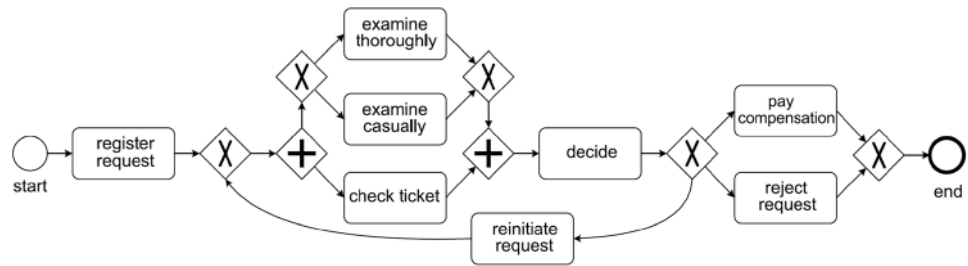 examine
thoroughly
examine
casually
pay
compensation
register
request
decide
start
check ticket
reject
request
end
reinitiate
request